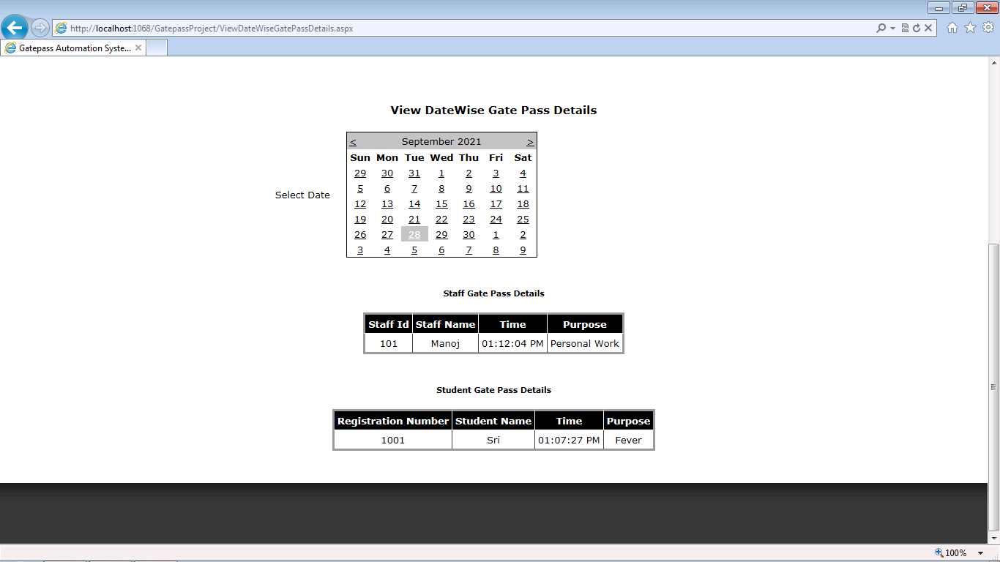 http://localhost:1068/GatepassProject/ViewDateWiseGatePassDetails.aspx
Gatepass Automation Syste...
View DateWise Gate Pass Details
Select Date
< September 2021 >
Sun Mon Tue Wed Thu Fri Sat
29 30 31 1 2 3 4
5 6 7 8 9 10 11
12 13 14 15 16 17 18
19 20 21 22 23 24 25
26 27 28 29 30 1 2
3 4 5 6 7 8 9
Staff Gate Pass Details
Staff Id Staff Name Time Purpose
101 Manoj 01:12:04 PM Personal Work
Student Gate Pass Details
Registration Number Student Name Time Purpose
1001 Sri 01:07:27 PM Fever
100%